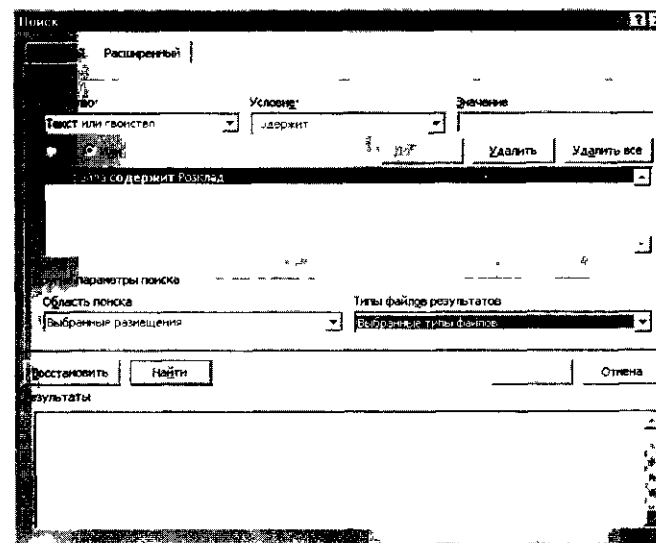 Поиск
Расширенный
Условие:
Значение
Текст или свойство
Удалить
Удалить все
содержит Розклад
параметры поиска
Область поиска
Типы файлов результатов
Выбранные размещения
Выбранные типы файлов
Восстановить
Найти
Отмена
Результаты